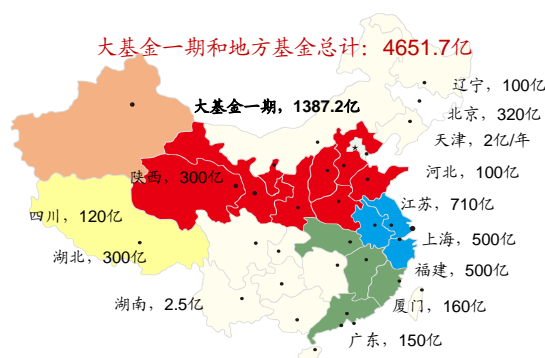 大基金一期和地方基金总计：4651.7亿
辽宁，100亿
大基金一期，1387.2亿
北京，320亿
天津，2亿/年
河北，100亿
陕西，300亿
江苏，710亿
四川，120亿
上海，500亿
湖北，300亿
福建，500亿
湖南，2.5亿
厦门，160亿
广东，150亿